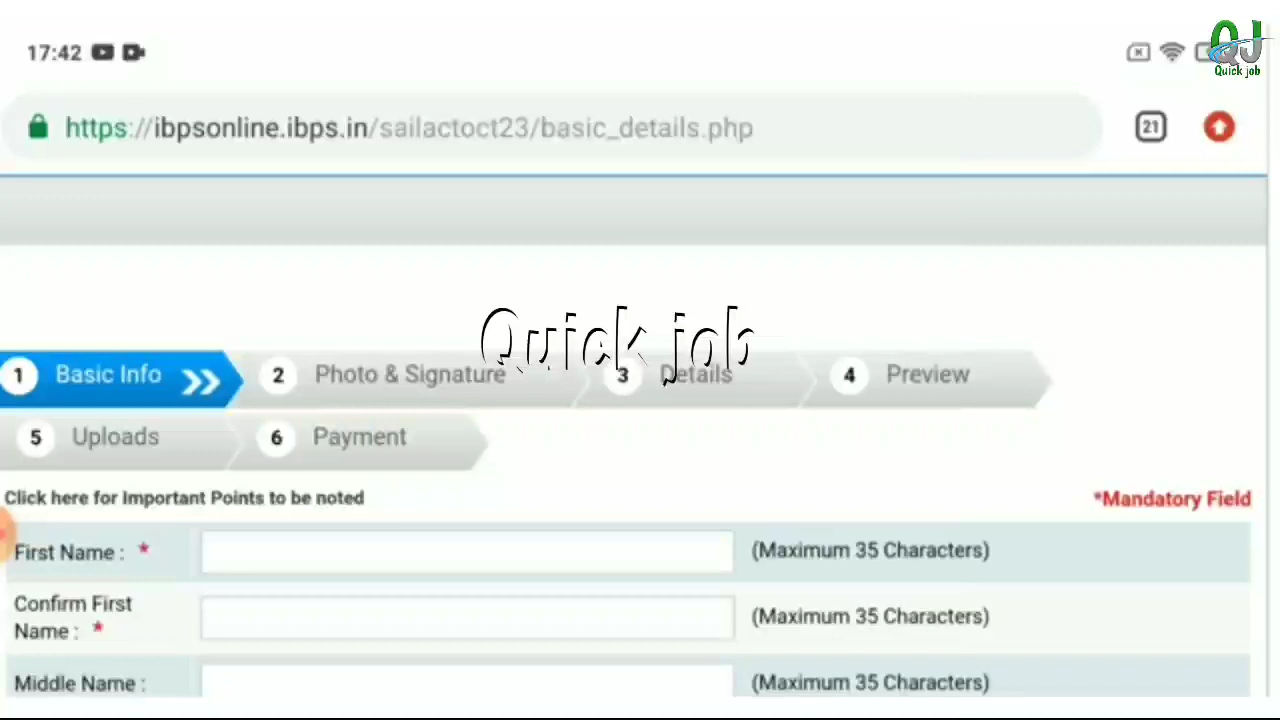 17:42
QJ
Quick job
https://ibpsonline.ibps.in/sailactoct23/basic_details.php
21
Quick job
1 Basic Info 2 Photo & Signature 3 Details 4 Preview
5 Uploads 6 Payment
Click here for Important Points to be noted *Mandatory Field
First Name : * (Maximum 35 Characters)
Confirm First
Name : * (Maximum 35 Characters)
Middle Name : (Maximum 35 Characters)